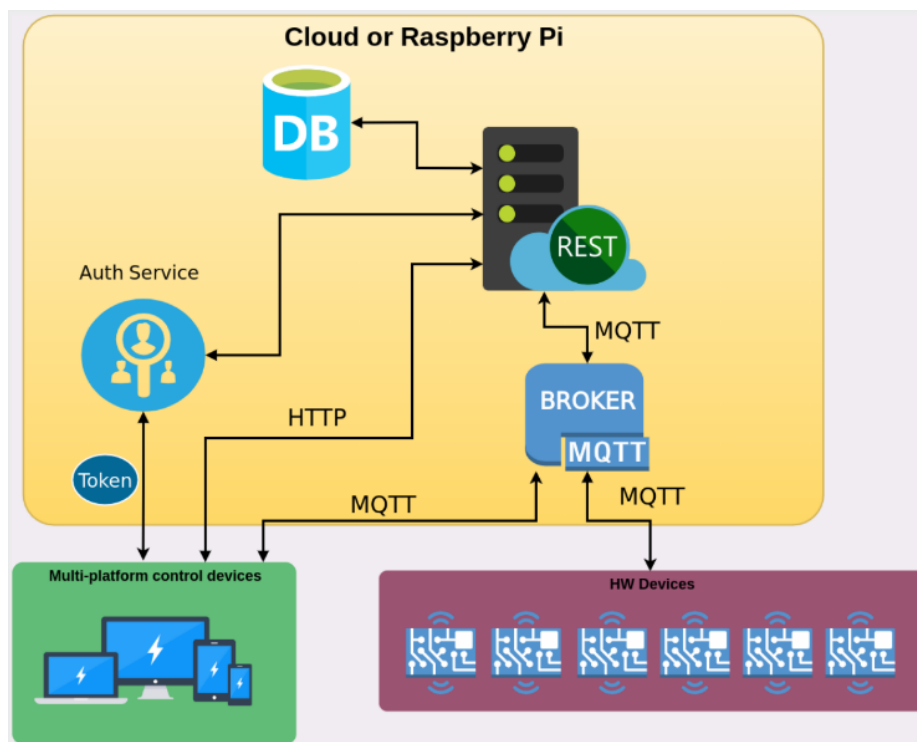 Cloud or Raspberry Pi
DB
REST
Auth Service
MQTT
BROKER
MQTT
HTTP
Token
MQTT
MQTT
Multi-platform control devices
HW Devices